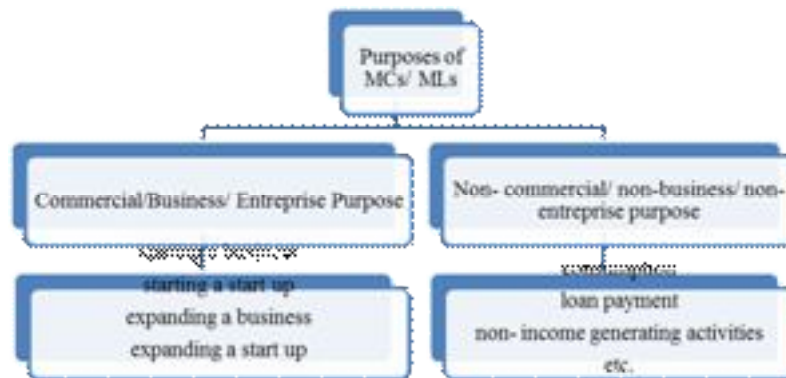 Purposes of
MCs/ MLs
Commercial/Business/ Entreprise Purpose
Non- commercial/ non-business/ non-
entreprise purpose
starting a start up
expanding a business
expanding a start up
consumption
loan payment
non- income generating activities
etc.